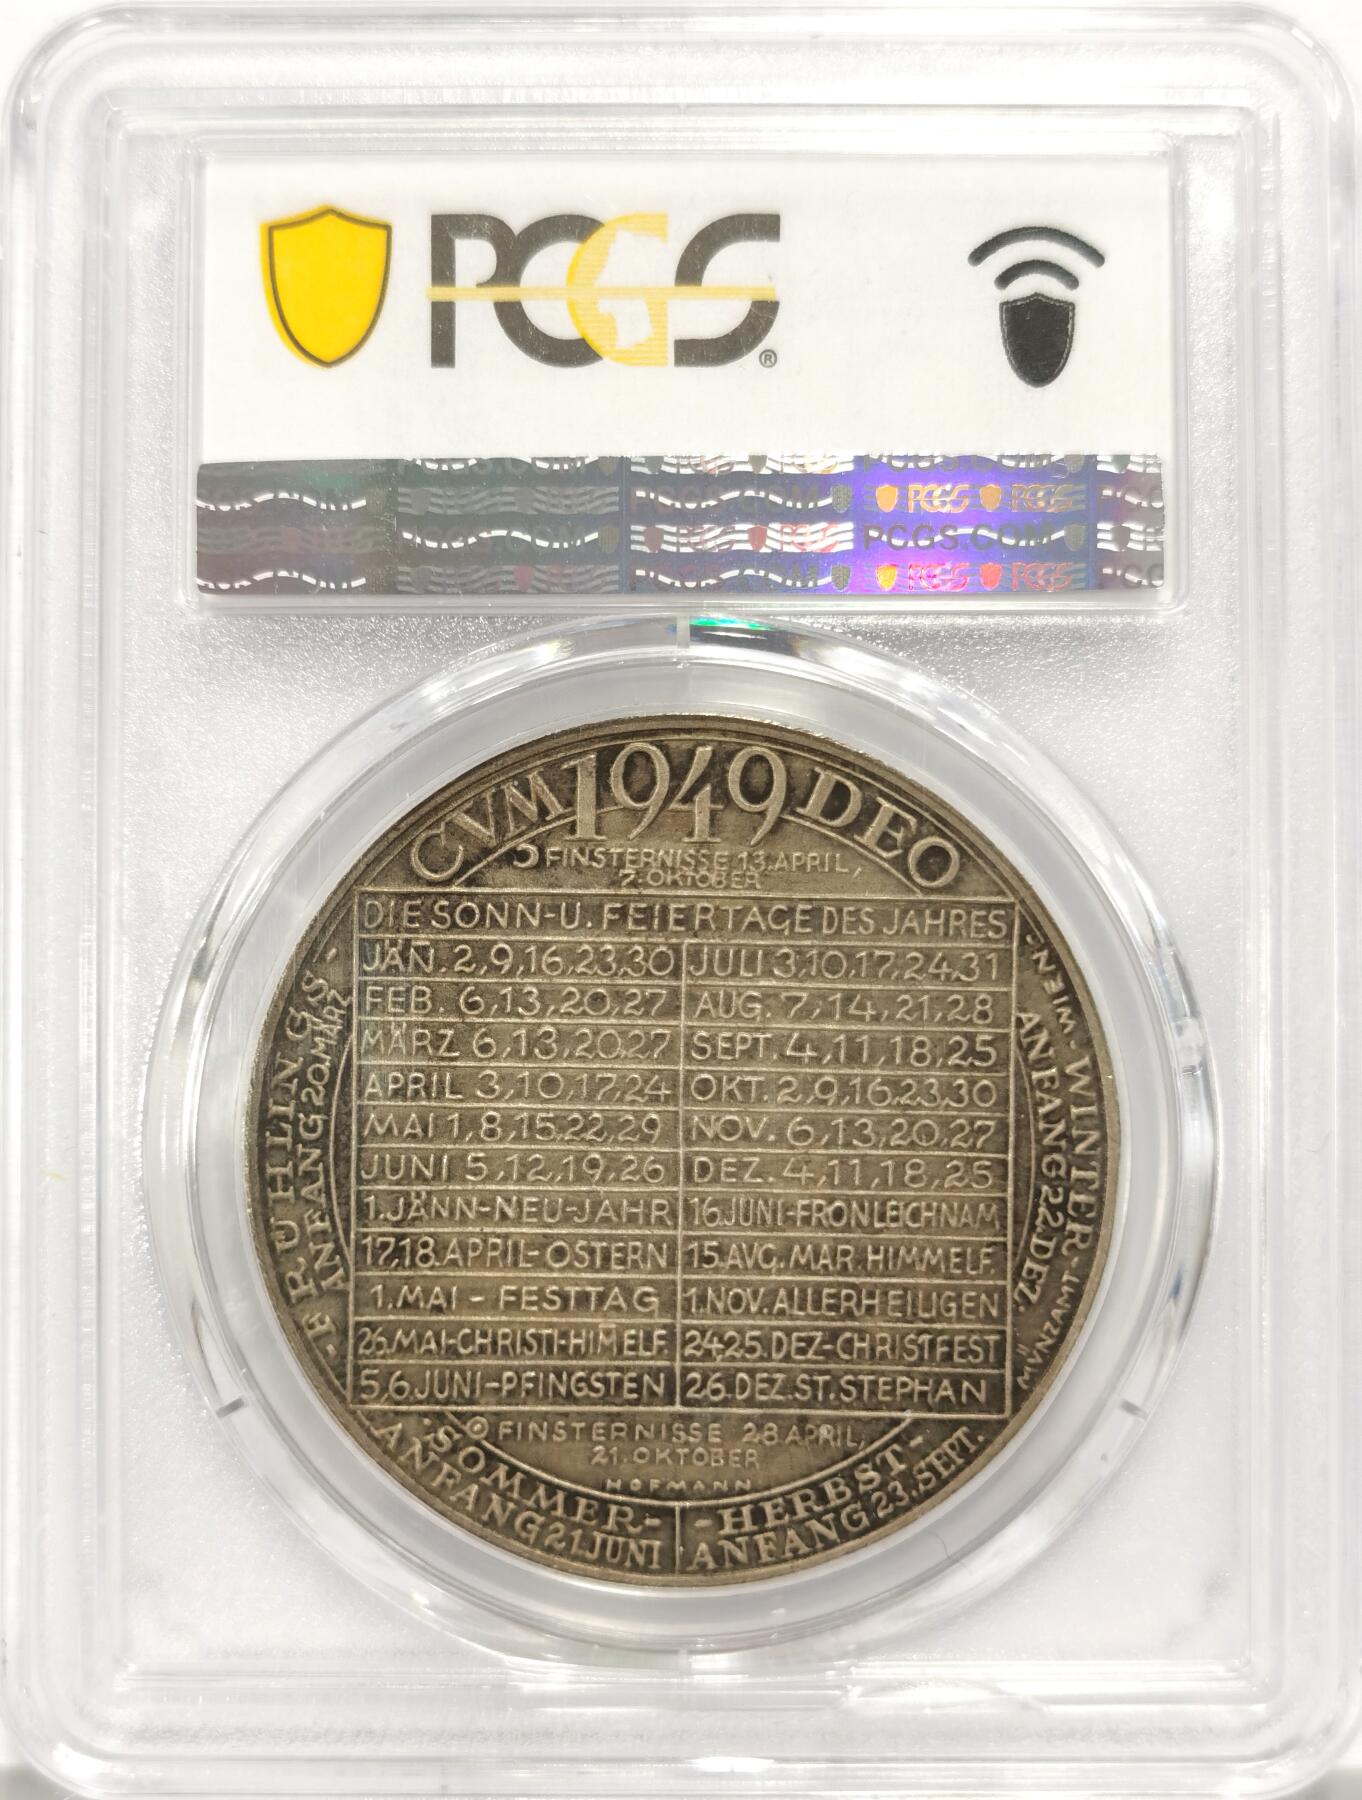 PCGS®
PCGS.COM
CVM 1949 DEO
FINSTERNISSE 13.APRIL,
7.OKTOBER
DIE SONN-U. FEIERTAGE DES JAHRES
JÄN. 2,9,16,23,30
JULI 3,10,17,24,31
FEB. 6,13,20,27
AUG. 7,14,21,28
MÄRZ 6,13,20,27
SEPT. 4,11,18,25
APRIL 3,10,17,24
OKT. 2,9,16,23,30
MAI 1,8,15,22,29
NOV. 6,13,20,27
JUNI 5,12,19,26
DEZ. 4,11,18,25
1.JÄNN-NEU-JAHR
16.JUNI-FRONLEICHNAM
17,18.APRIL-OSTERN
15.AVG.MAR.HIMMELF.
1.MAI - FESTTAG
1.NOV.ALLERHEILIGEN
26.MAI-CHRISTI-HIMELF.
24,25.DEZ-CHRISTFEST
5,6.JUNI-PFINGSTEN
26.DEZ.ST.STEPHAN
FINSTERNISSE 28 APRIL,
21.OKTOBER
HOFMANN
-FRÜHLINGS-
ANFANG 20.MÄRZ
·SOMMER-
ANFANG 21 JUNI
-HERBST-
ANFANG 23.SEPT.
-WINTER-
ANFANG 22.DEZ.
MVNZAMT
WIEN-